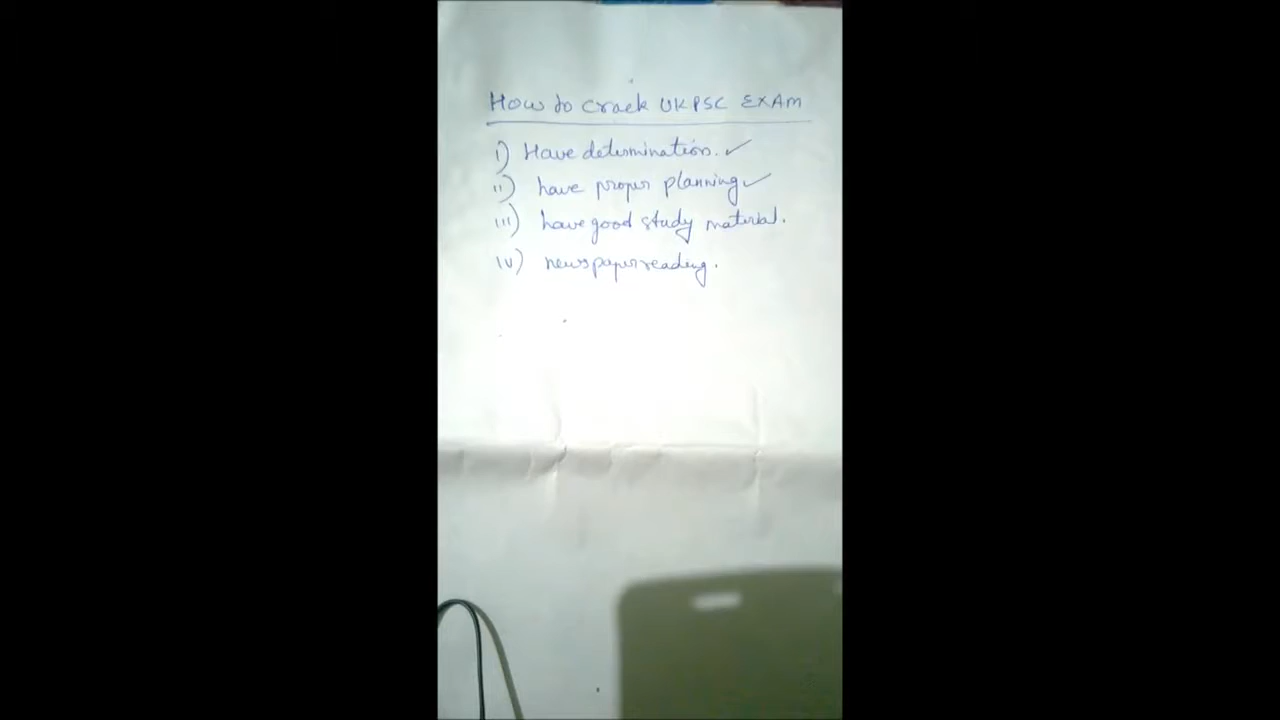 How to crack UKPSC EXAM
i) Have determination. ✓
ii) have proper planning ✓
iii) have good study material.
iv) newspaper reading.